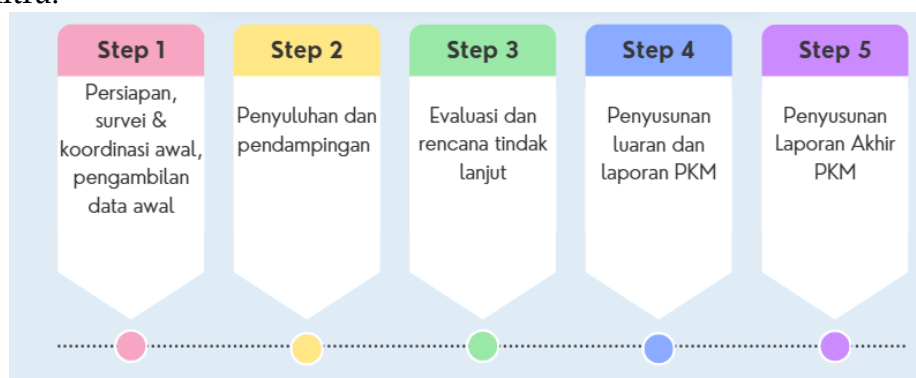 Step 1
Persiapan,
survei &
koordinasi awal,
pengambilan
data awal
Step 2
Penyuluhan dan
pendampingan
Step 3
Evaluasi dan
rencana tindak
lanjut
Step 4
Penyusunan
luaran dan
laporan PKM
Step 5
Penyusunan
Laporan Akhir
PKM